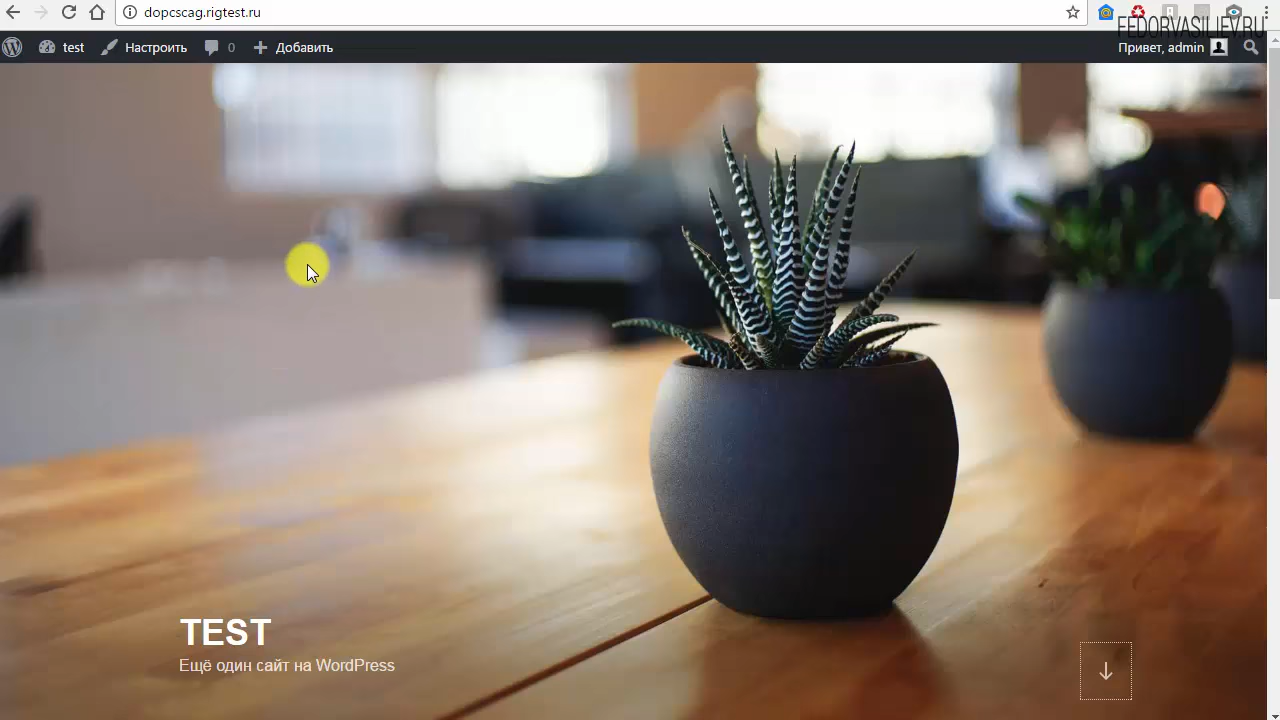 dopcscag.rigtest.ru
FEDORVASILIEV.RU
test Настроить 0 Добавить Привет, admin
TEST
Ещё один сайт на WordPress